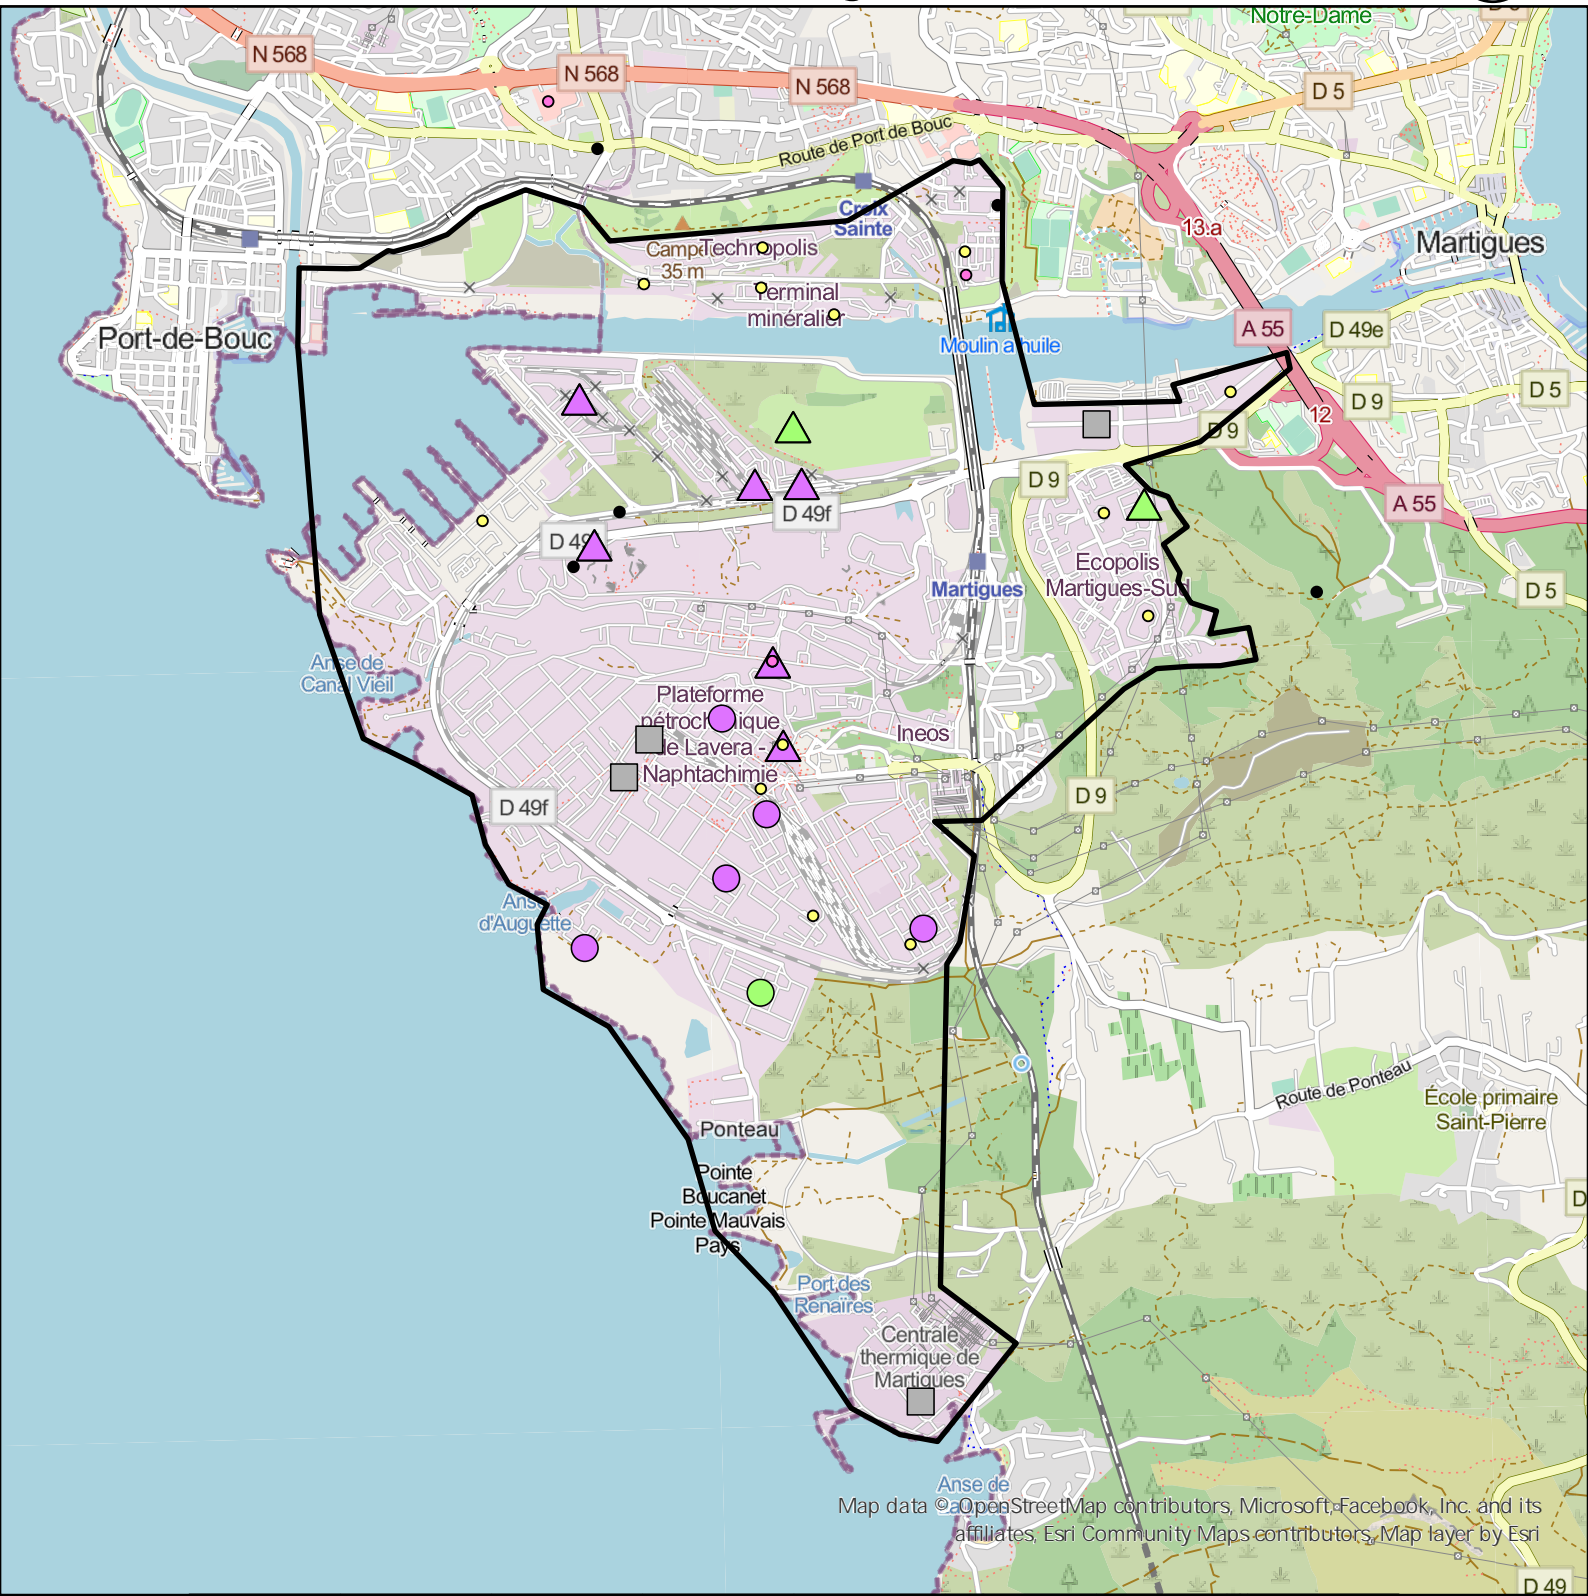 Notre-Dame
N 568
N 568
N 568
D 5
Route de Port de Bouc
Croix
Sainte
13.a
Martigues
Technopolis
35 m
Terminal
minéralier
Port-de-Bouc
Moulin a huile
A 55
D 49e
D 5
D 9
12
D 9
D 9
A 55
D 49f
D 49
Ecopolis
Martigues-Sud
Martigues
D 5
Anse de
Canal Vieil
Plateforme
pétrochimique
de Lavera -
Naphtachimie
Ineos
D 9
D 49f
Anse
d'Auguette
Route de Ponteau
École primaire
Saint-Pierre
Ponteau
Pointe
Boucanet
Pointe Mauvais
Pays
D
Port des
Renaïres
Centrale
thermique de
Martigues
Anse de
Map data © OpenStreetMap contributors, Microsoft, Facebook, Inc. and its
affiliates, Esri Community Maps contributors, Map layer by Esri
D 49